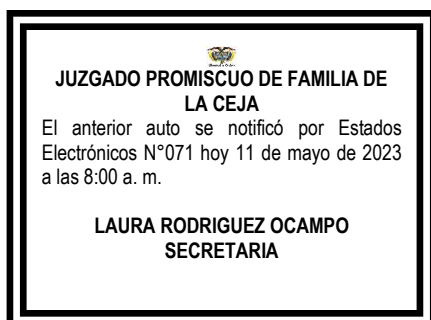 JUZGADO PROMISCUO DE FAMILIA DE
LA CEJA
El anterior auto se notificó por Estados
Electrónicos N°071 hoy 11 de mayo de 2023
a las 8:00 a. m.
LAURA RODRIGUEZ OCAMPO
SECRETARIA